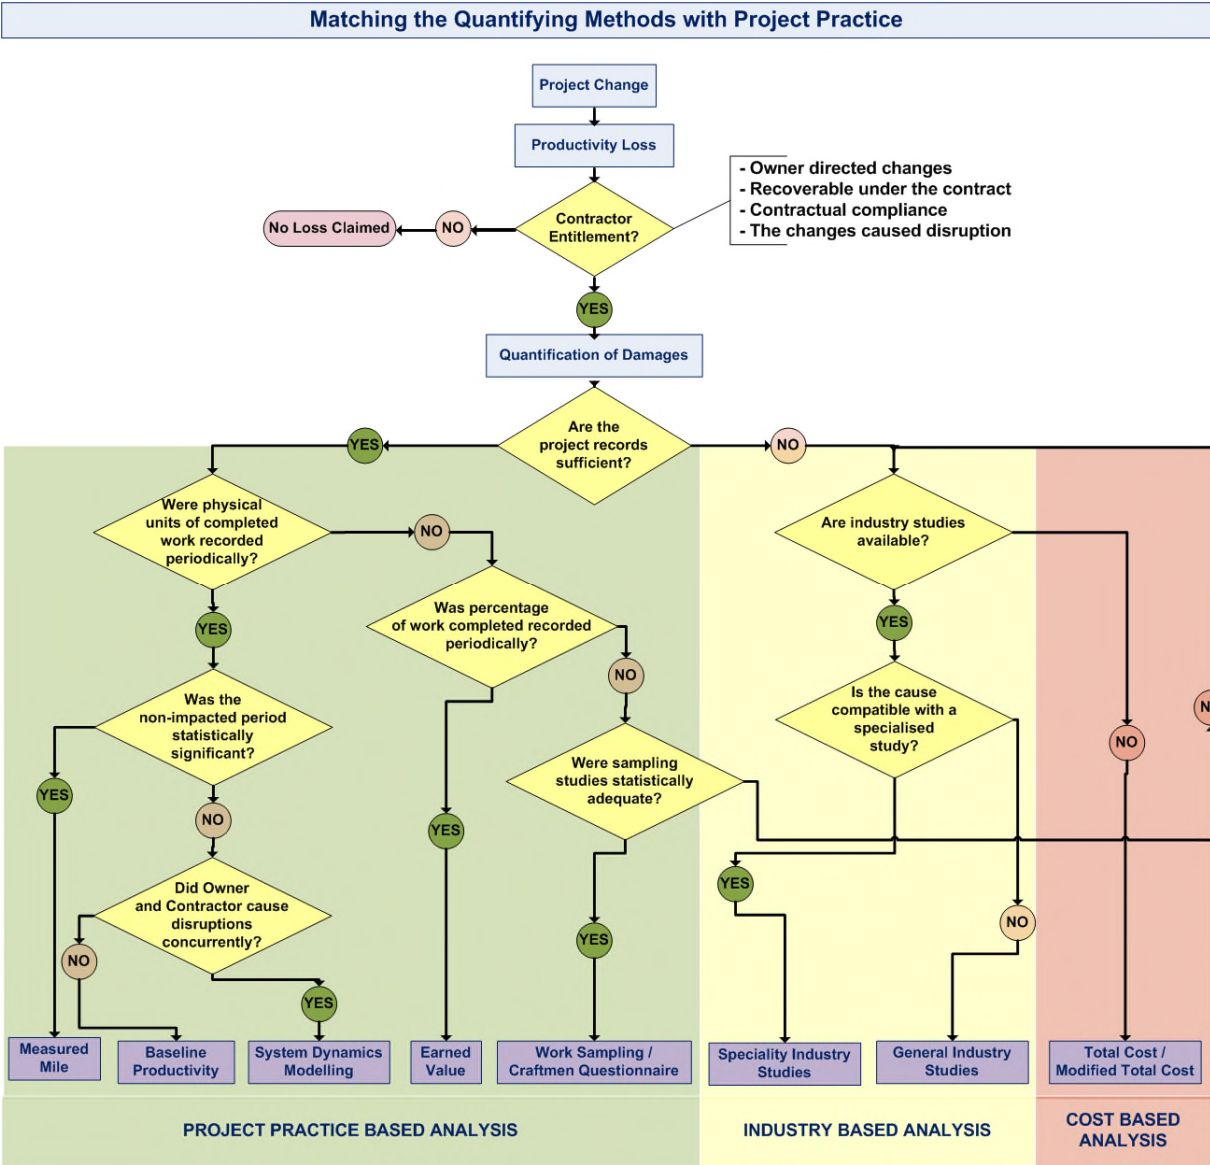 Matching the Quantifying Methods with Project Practice
Project Change
Productivity Loss
Contractor
Entitlement?
- Owner directed changes
- Recoverable under the contract
- Contractual compliance
- The changes caused disruption
NO
No Loss Claimed
YES
Quantification of Damages
Are the
project records
sufficient?
YES
NO
Were physical
units of completed
work recorded
periodically?
NO
Are industry studies
available?
YES
Was percentage
of work completed recorded
periodically?
YES
NO
Was the
non-impacted period
statistically
significant?
Is the cause
compatible with a
specialised
study?
NO
YES
NO
Were sampling
studies statistically
adequate?
YES
Did Owner
and Contractor cause
disruptions
concurrently?
YES
NO
NO
YES
YES
Measured
Mile
Baseline
Productivity
System Dynamics
Modelling
Earned
Value
Work Sampling /
Craftmen Questionnaire
Speciality Industry
Studies
General Industry
Studies
Total Cost /
Modified Total Cost
PROJECT PRACTICE BASED ANALYSIS
INDUSTRY BASED ANALYSIS
COST BASED
ANALYSIS